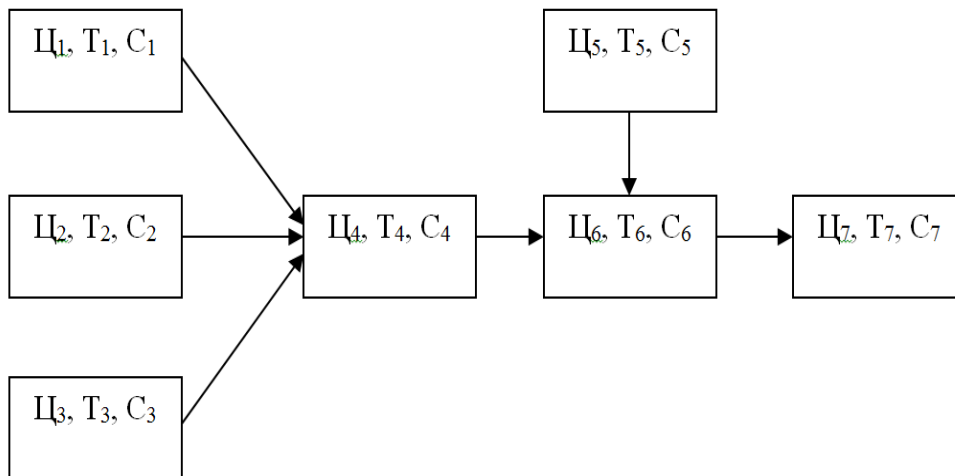 Ц₁, Т₁, С₁
Ц₅, Т₅, С₅
Ц₂, Т₂, С₂
Ц₄, Т₄, С₄
Ц₆, Т₆, С₆
Ц₇, Т₇, С₇
Ц₃, Т₃, С₃